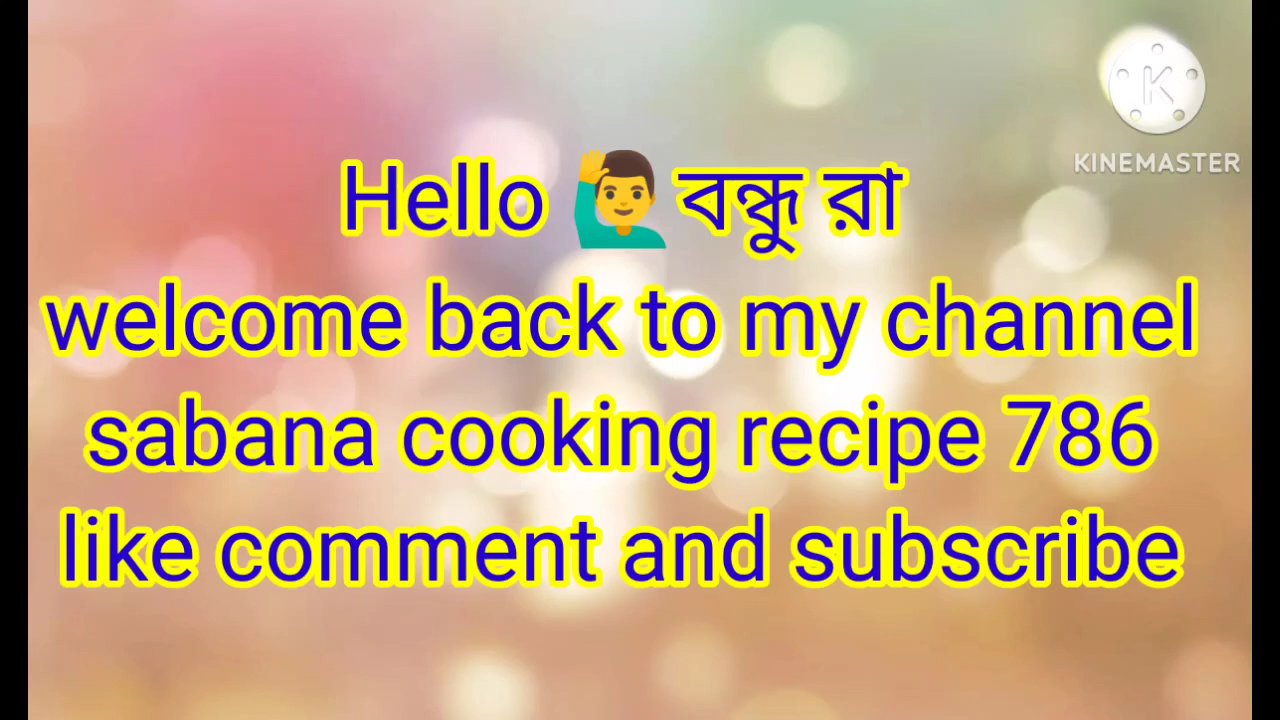 KINEMASTER
Hello 🙋‍♂️ বন্ধু রা
welcome back to my channel
sabana cooking recipe 786
like comment and subscribe